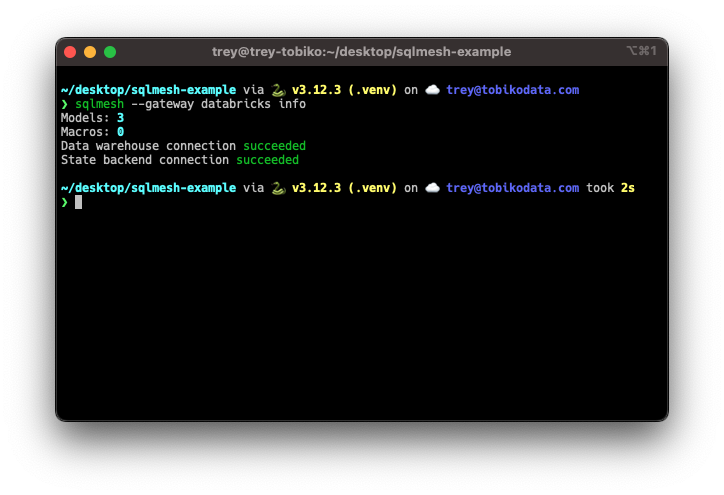 trey@trey-tobiko:~/desktop/sqlmesh-example ⌥⌘1
~/desktop/sqlmesh-example via 🐍 v3.12.3 (.venv) on ☁️ trey@tobikodata.com
❯ sqlmesh --gateway databricks info
Models: 3
Macros: 0
Data warehouse connection succeeded
State backend connection succeeded
~/desktop/sqlmesh-example via 🐍 v3.12.3 (.venv) on ☁️ trey@tobikodata.com took 2s
❯